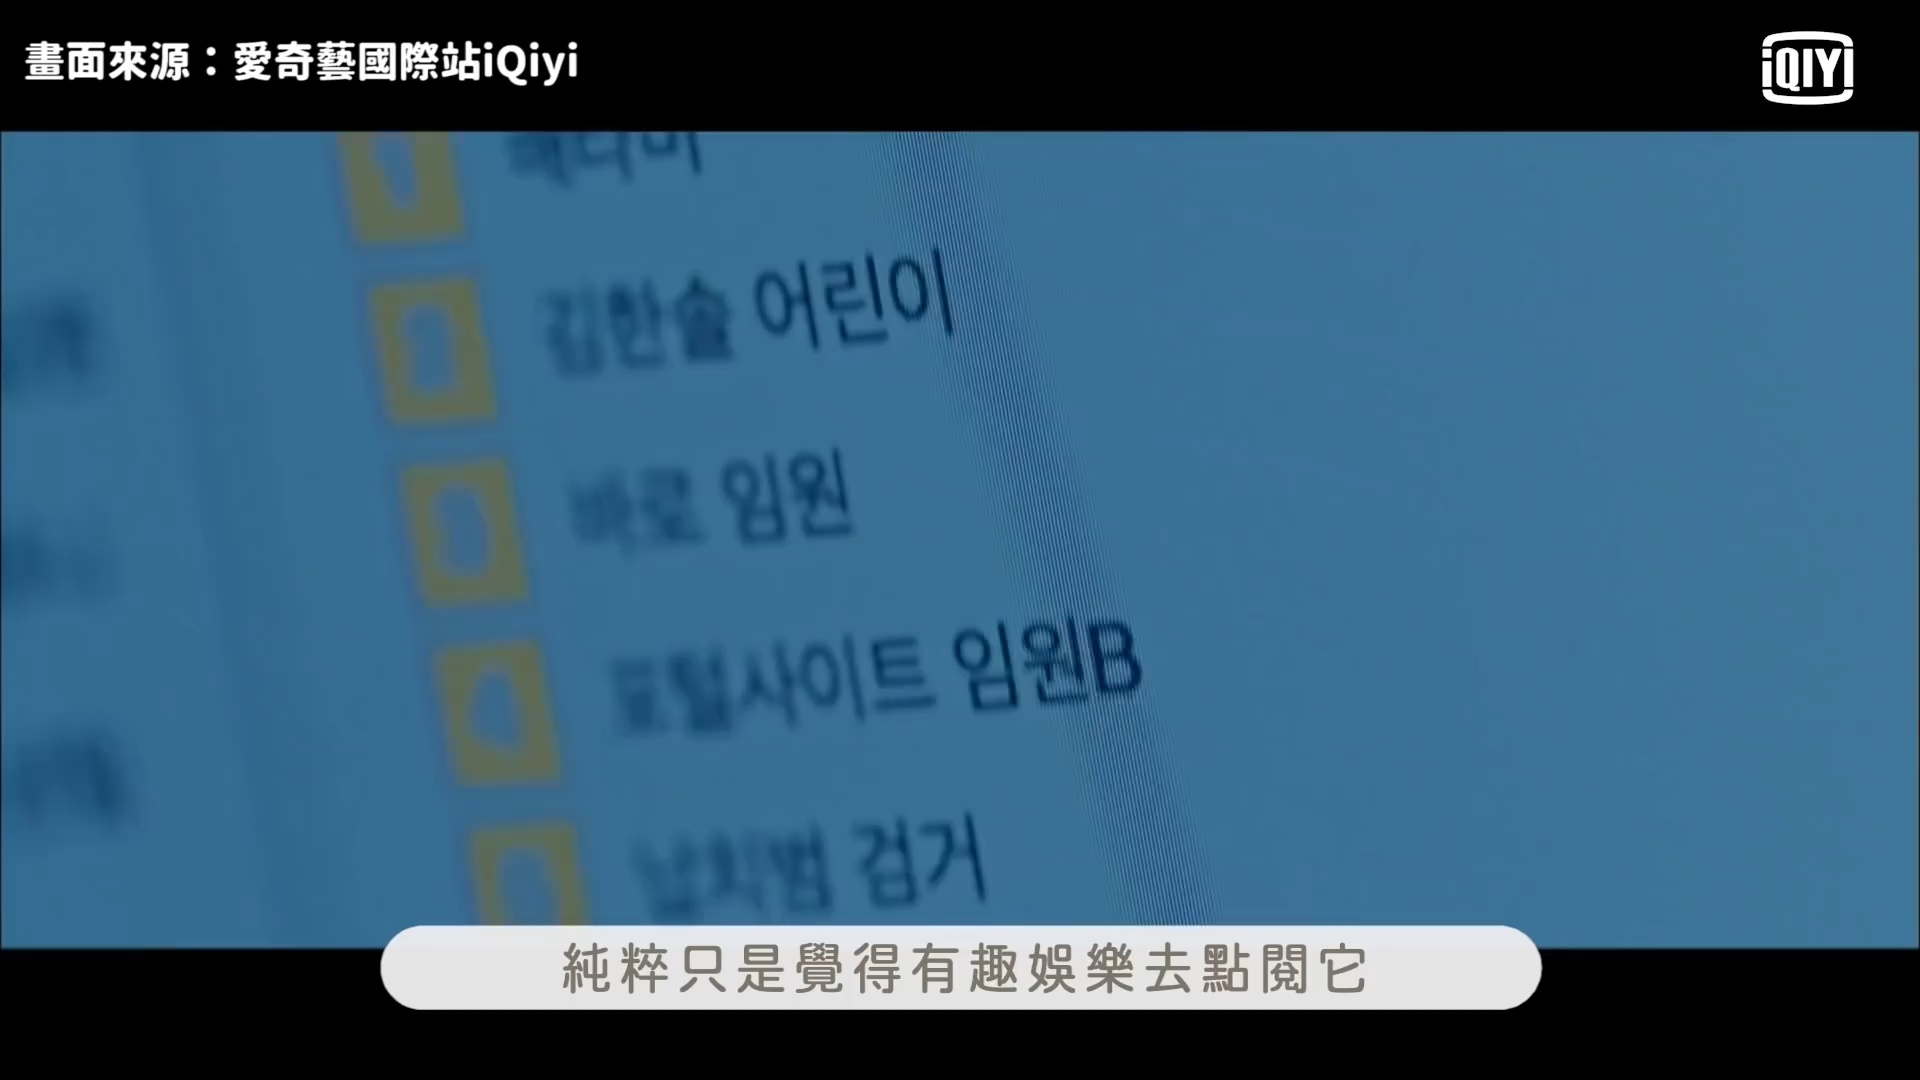 畫面來源：愛奇藝國際站iQiyi
iQIYI
김한솔 어린이
바로 임원
포털사이트 임원B
납치범 검거
純粹只是覺得有趣娛樂去點閱它